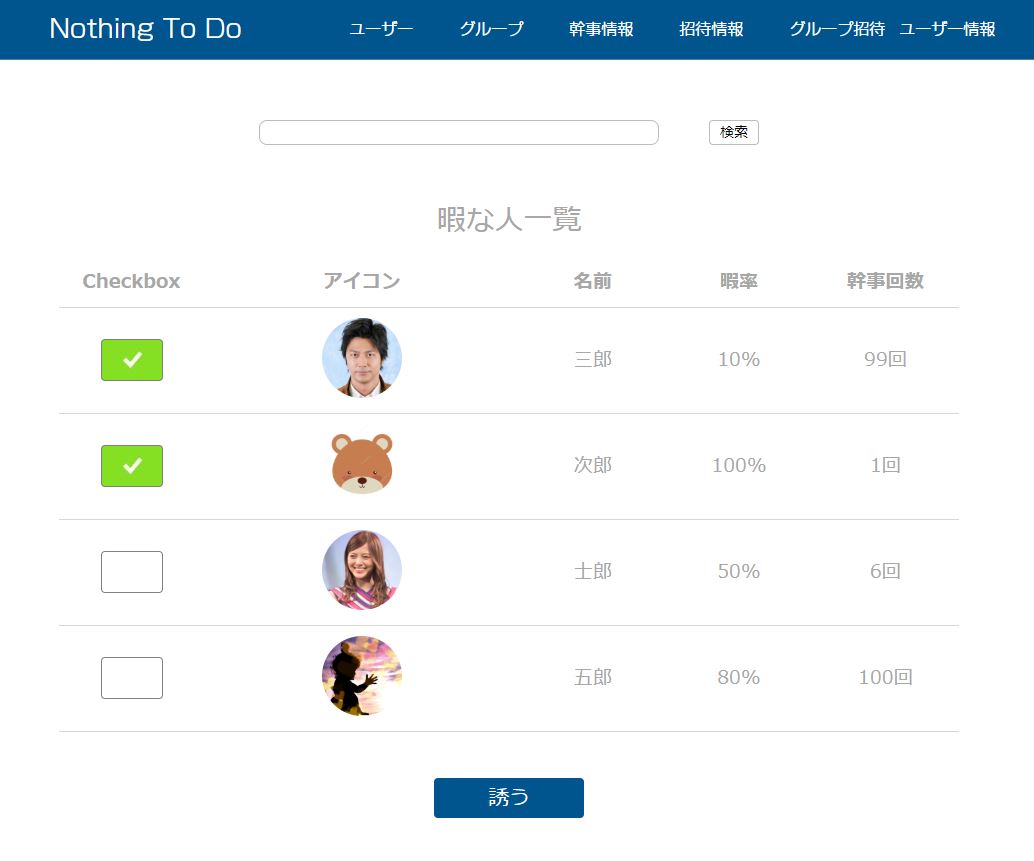 Nothing To Do ユーザー グループ 幹事情報 招待情報 グループ招待 ユーザー情報
検索
暇な人一覧
Checkbox アイコン 名前 暇率 幹事回数
三郎 10% 99回
次郎 100% 1回
士郎 50% 6回
五郎 80% 100回
誘う